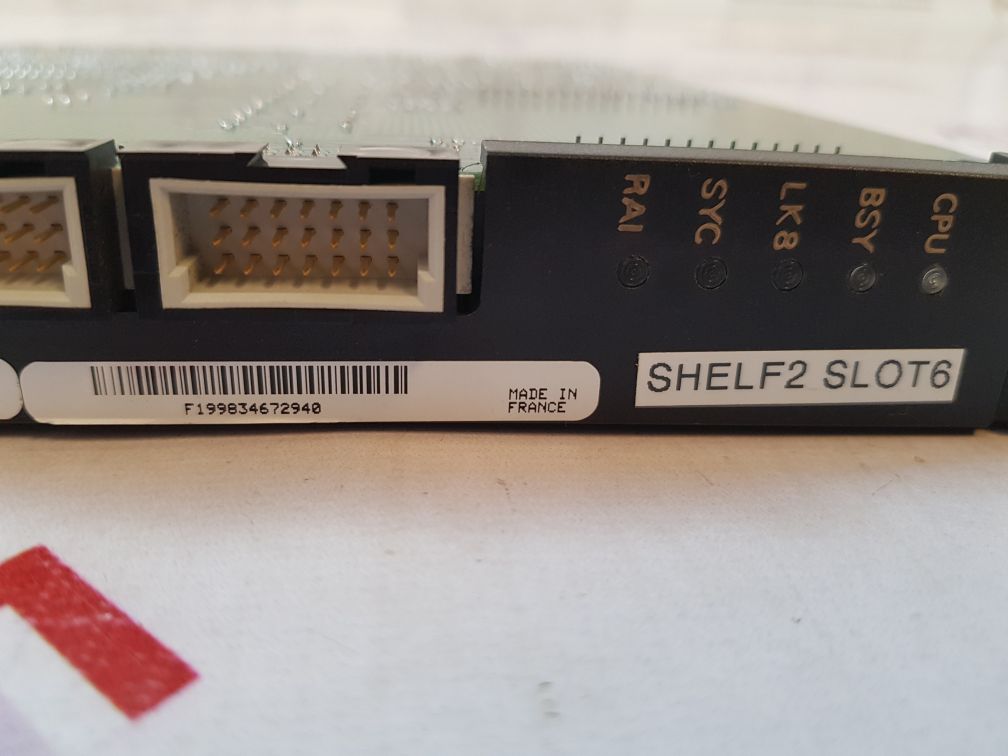 RAI
SYC
LK8
BSY
CPU
SHELF2 SLOT6
F199834672940
MADE IN
FRANCE